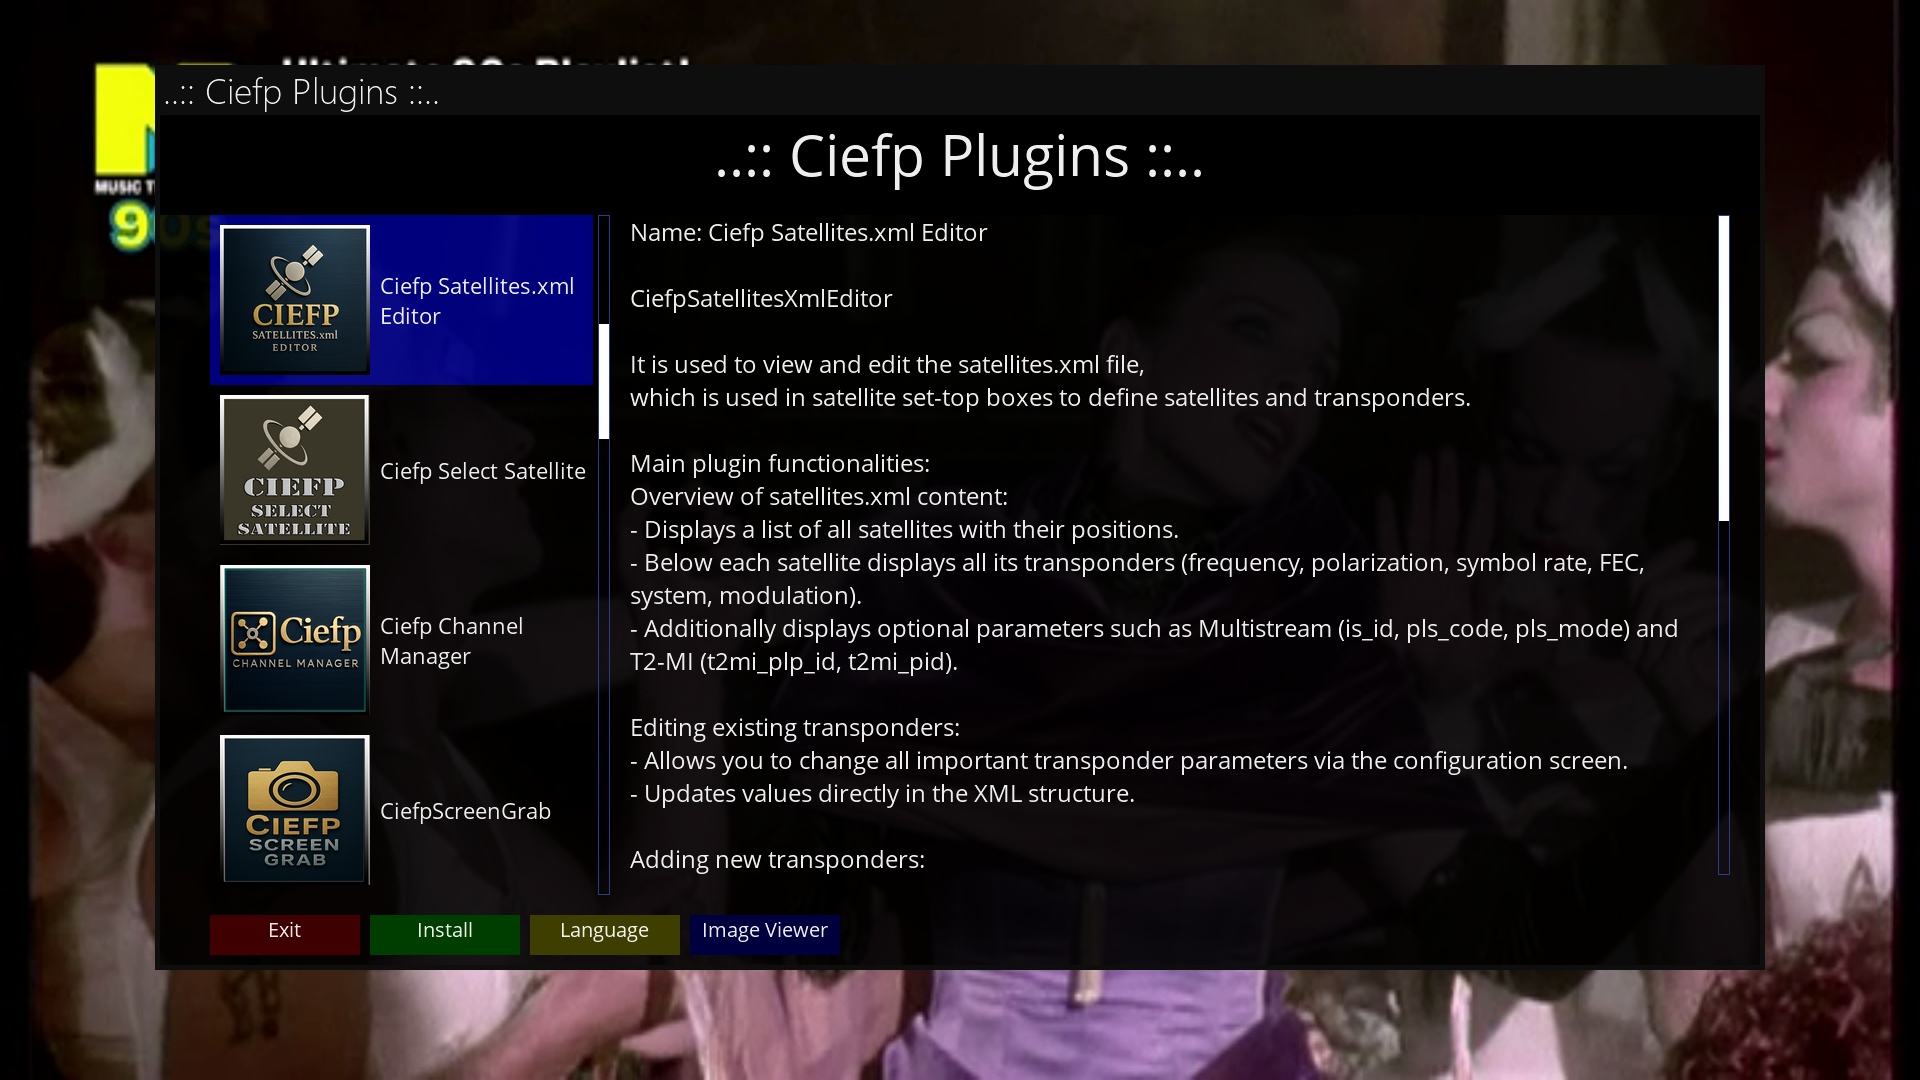 Ultimate 90s Playlist!
MUSIC T
90s
..:: Ciefp Plugins ::..
..:: Ciefp Plugins ::..
CIEFP
SATELLITES.xml
EDITOR
Ciefp Satellites.xml
Editor
CIEFP
SELECT
SATELLITE
Ciefp Select Satellite
Ciefp
CHANNEL MANAGER
Ciefp Channel
Manager
CIEFP
SCREEN
GRAB
CiefpScreenGrab
Name: Ciefp Satellites.xml Editor
CiefpSatellitesXmlEditor
It is used to view and edit the satellites.xml file,
which is used in satellite set-top boxes to define satellites and transponders.
Main plugin functionalities:
Overview of satellites.xml content:
- Displays a list of all satellites with their positions.
- Below each satellite displays all its transponders (frequency, polarization, symbol rate, FEC,
system, modulation).
- Additionally displays optional parameters such as Multistream (is_id, pls_code, pls_mode) and
T2-MI (t2mi_plp_id, t2mi_pid).
Editing existing transponders:
- Allows you to change all important transponder parameters via the configuration screen.
- Updates values directly in the XML structure.
Adding new transponders:
Exit
Install
Language
Image Viewer